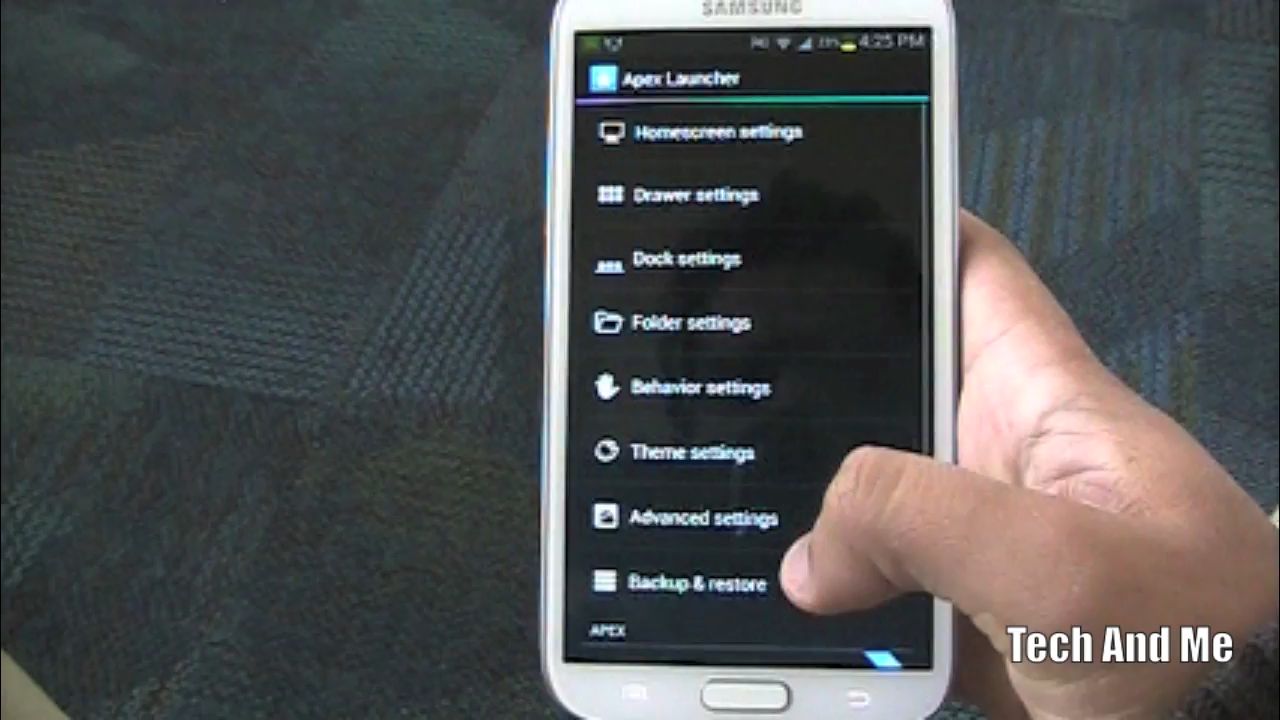 SAMSUNG
4:25 PM
Apex Launcher
Homescreen settings
Drawer settings
Dock settings
Folder settings
Behavior settings
Theme settings
Advanced settings
Backup & restore
APEX
Tech And Me